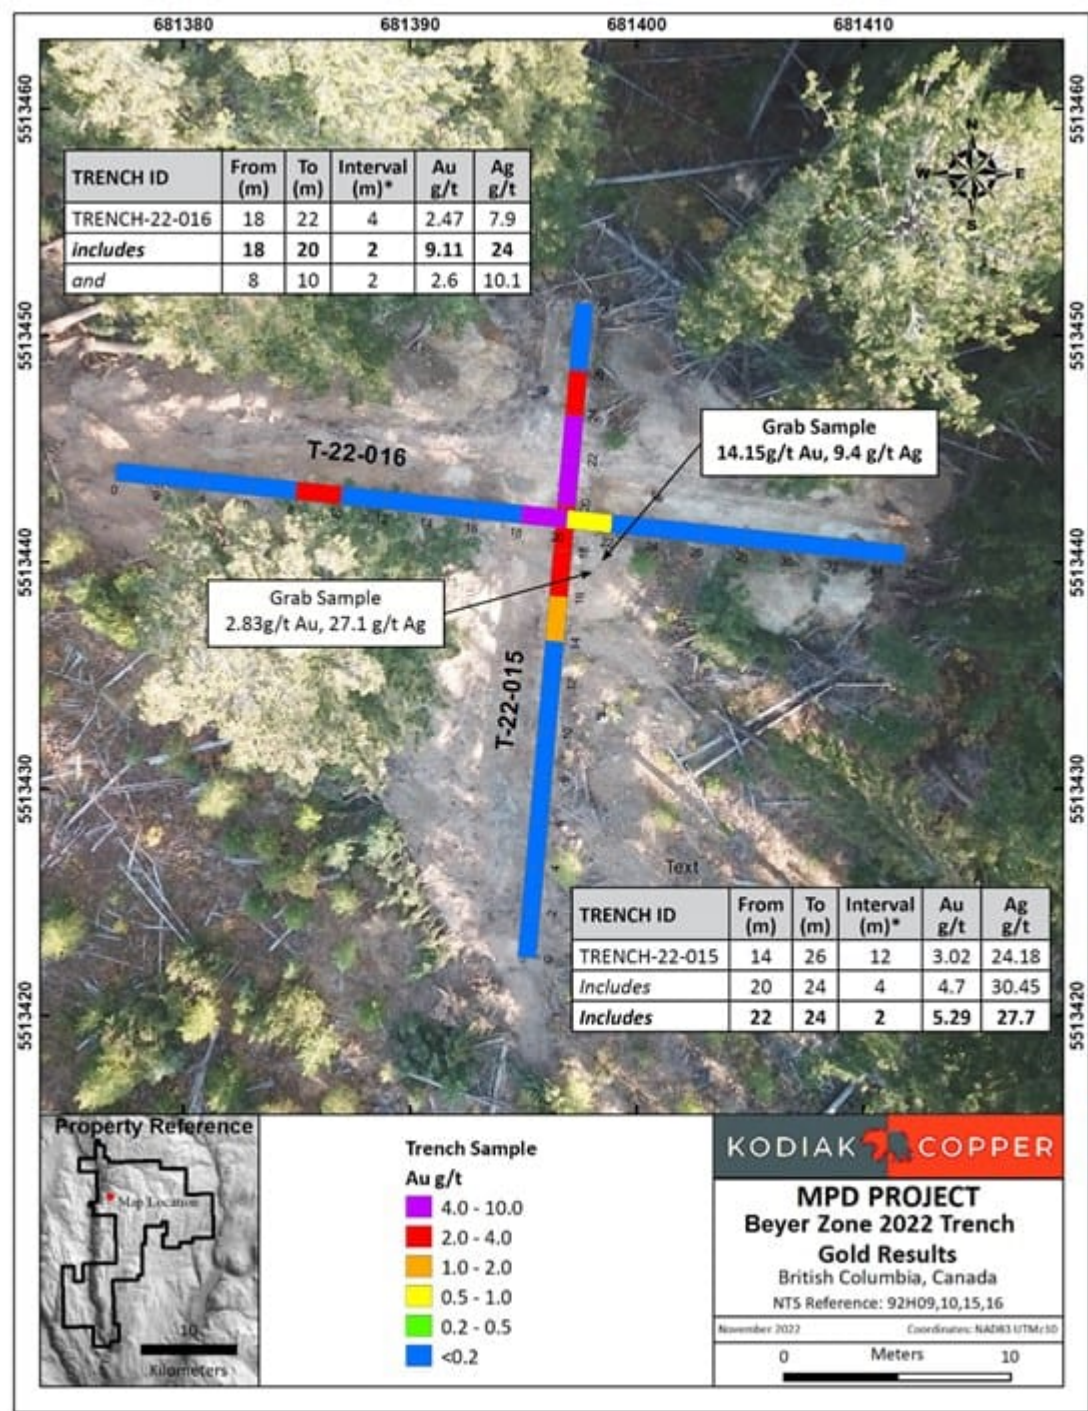 681380 681390 681400 681410
5513460 5513460
N
W E
S
TRENCH ID From (m) To (m) Interval (m)* Au g/t Ag g/t
TRENCH-22-016 18 22 4 2.47 7.9
includes 18 20 2 9.11 24
and 8 10 2 2.6 10.1
5513450 5513450
Grab Sample
14.15g/t Au, 9.4 g/t Ag
T-22-016
5513440 5513440
Grab Sample
2.83g/t Au, 27.1 g/t Ag
T-22-015
5513430 5513430
Text
TRENCH ID From (m) To (m) Interval (m)* Au g/t Ag g/t
TRENCH-22-015 14 26 12 3.02 24.18
Includes 20 24 4 4.7 30.45
Includes 22 24 2 5.29 27.7
5513420 5513420
Property Reference
Map Location
10
Kilometers
Trench Sample
Au g/t
4.0 - 10.0
2.0 - 4.0
1.0 - 2.0
0.5 - 1.0
0.2 - 0.5
<0.2
KODIAK COPPER
MPD PROJECT
Beyer Zone 2022 Trench
Gold Results
British Columbia, Canada
NTS Reference: 92H09,10,15,16
November 2022 Coordinates: NAD83 UTMz10
0 Meters 10